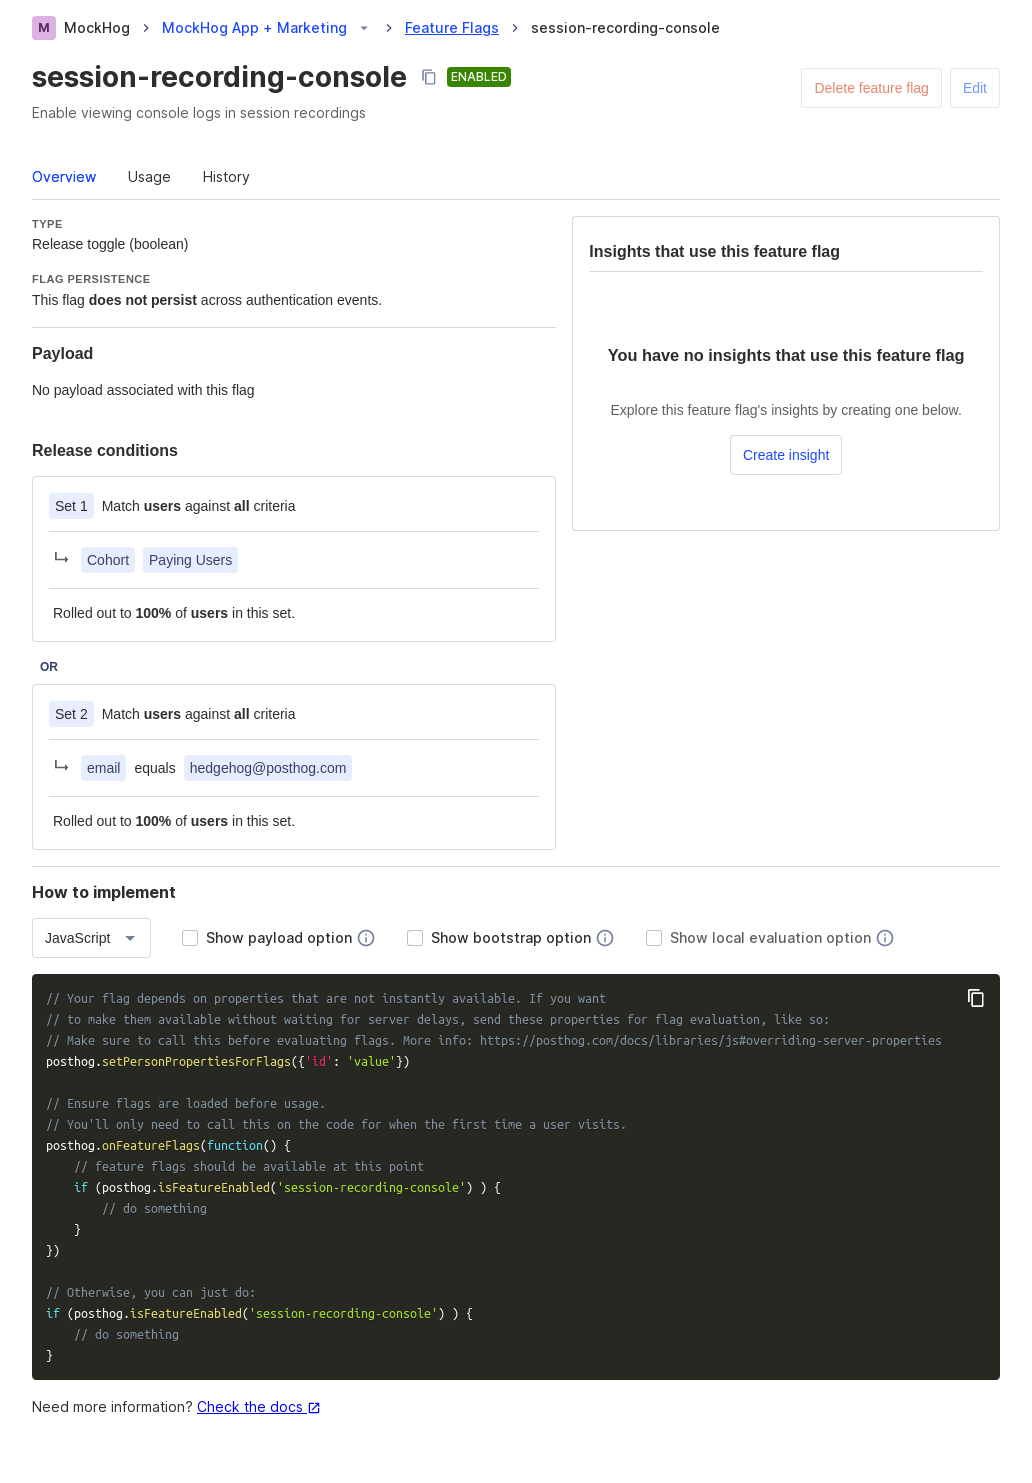 M MockHog MockHog App + Marketing Feature Flags session-recording-console
session-recording-console ENABLED
Delete feature flag Edit
Enable viewing console logs in session recordings
Overview Usage History
TYPE
Release toggle (boolean)
FLAG PERSISTENCE
This flag does not persist across authentication events.
Payload
No payload associated with this flag
Release conditions
Set 1 Match users against all criteria
Cohort Paying Users
Rolled out to 100% of users in this set.
OR
Set 2 Match users against all criteria
email equals hedgehog@posthog.com
Rolled out to 100% of users in this set.
Insights that use this feature flag
You have no insights that use this feature flag
Explore this feature flag's insights by creating one below.
Create insight
How to implement
JavaScript Show payload option Show bootstrap option Show local evaluation option
// Your flag depends on properties that are not instantly available. If you want
// to make them available without waiting for server delays, send these properties for flag evaluation, like so:
// Make sure to call this before evaluating flags. More info: https://posthog.com/docs/libraries/js#overriding-server-properties
posthog.setPersonPropertiesForFlags({'id': 'value'})
// Ensure flags are loaded before usage.
// You'll only need to call this on the code for when the first time a user visits.
posthog.onFeatureFlags(function() {
// feature flags should be available at this point
if (posthog.isFeatureEnabled('session-recording-console') ) {
// do something
}
})
// Otherwise, you can just do:
if (posthog.isFeatureEnabled('session-recording-console') ) {
// do something
}
Need more information? Check the docs